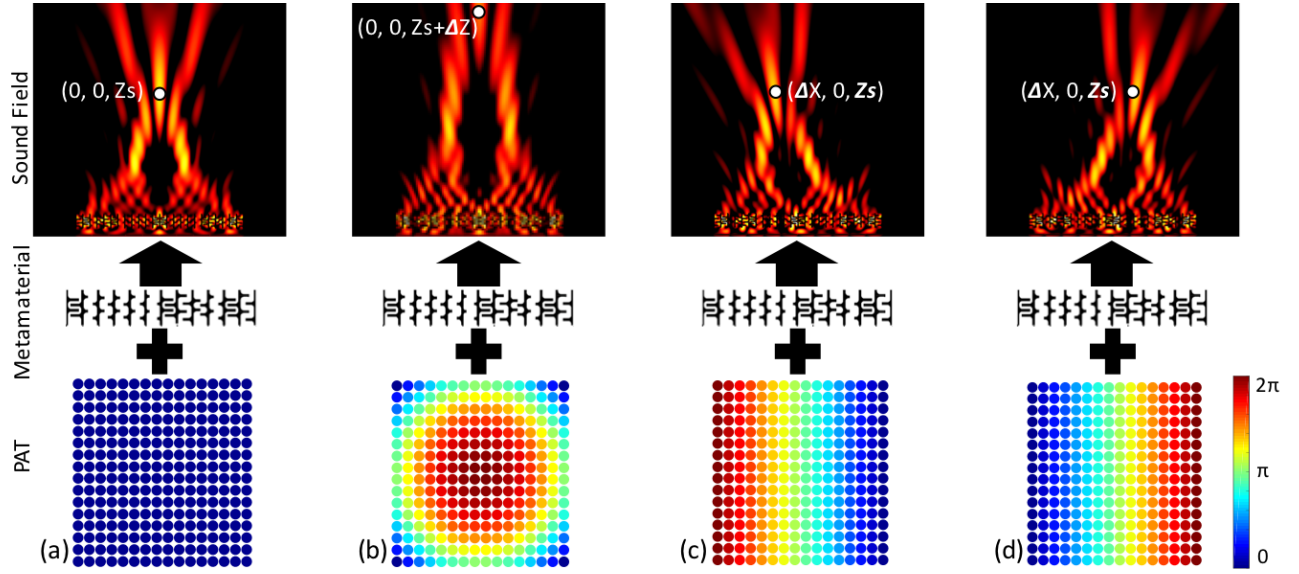 Sound Field
(0, 0, Zs)
(0, 0, Zs+ΔZ)
(ΔX, 0, Zs)
(ΔX, 0, Zs)
Metamaterial
PAT
2π
π
0
(a)
(b)
(c)
(d)